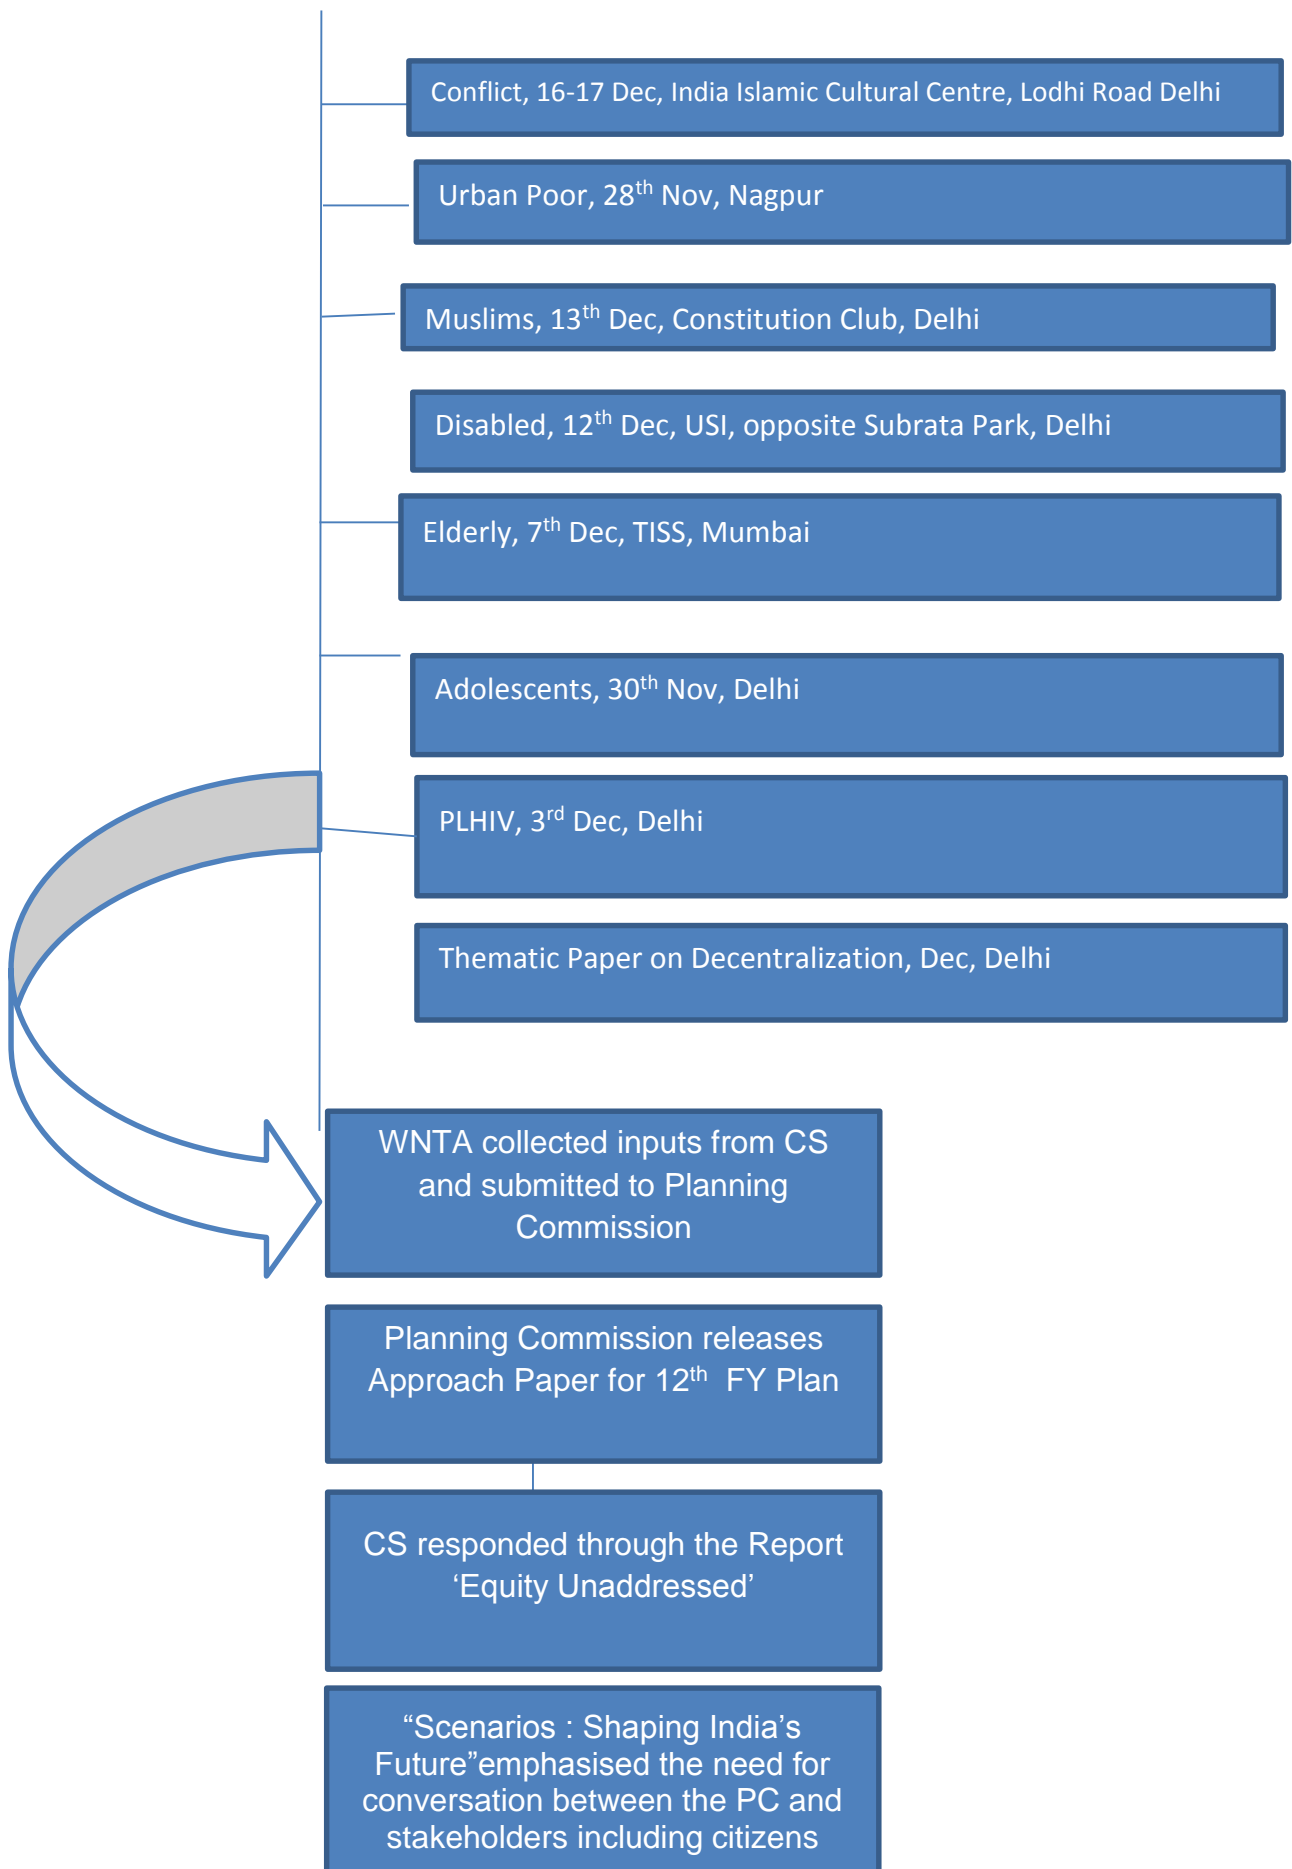 Conflict, 16-17 Dec, India Islamic Cultural Centre, Lodhi Road Delhi
Urban Poor, 28th Nov, Nagpur
Muslims, 13th Dec, Constitution Club, Delhi
Disabled, 12th Dec, USI, opposite Subrata Park, Delhi
Elderly, 7th Dec, TISS, Mumbai
Adolescents, 30th Nov, Delhi
PLHIV, 3rd Dec, Delhi
Thematic Paper on Decentralization, Dec, Delhi
WNTA collected inputs from CS
and submitted to Planning
Commission
Planning Commission releases
Approach Paper for 12th  FY Plan
CS responded through the Report
‘Equity Unaddressed’
“Scenarios : Shaping India’s
Future”emphasised the need for
conversation between the PC and
stakeholders including citizens